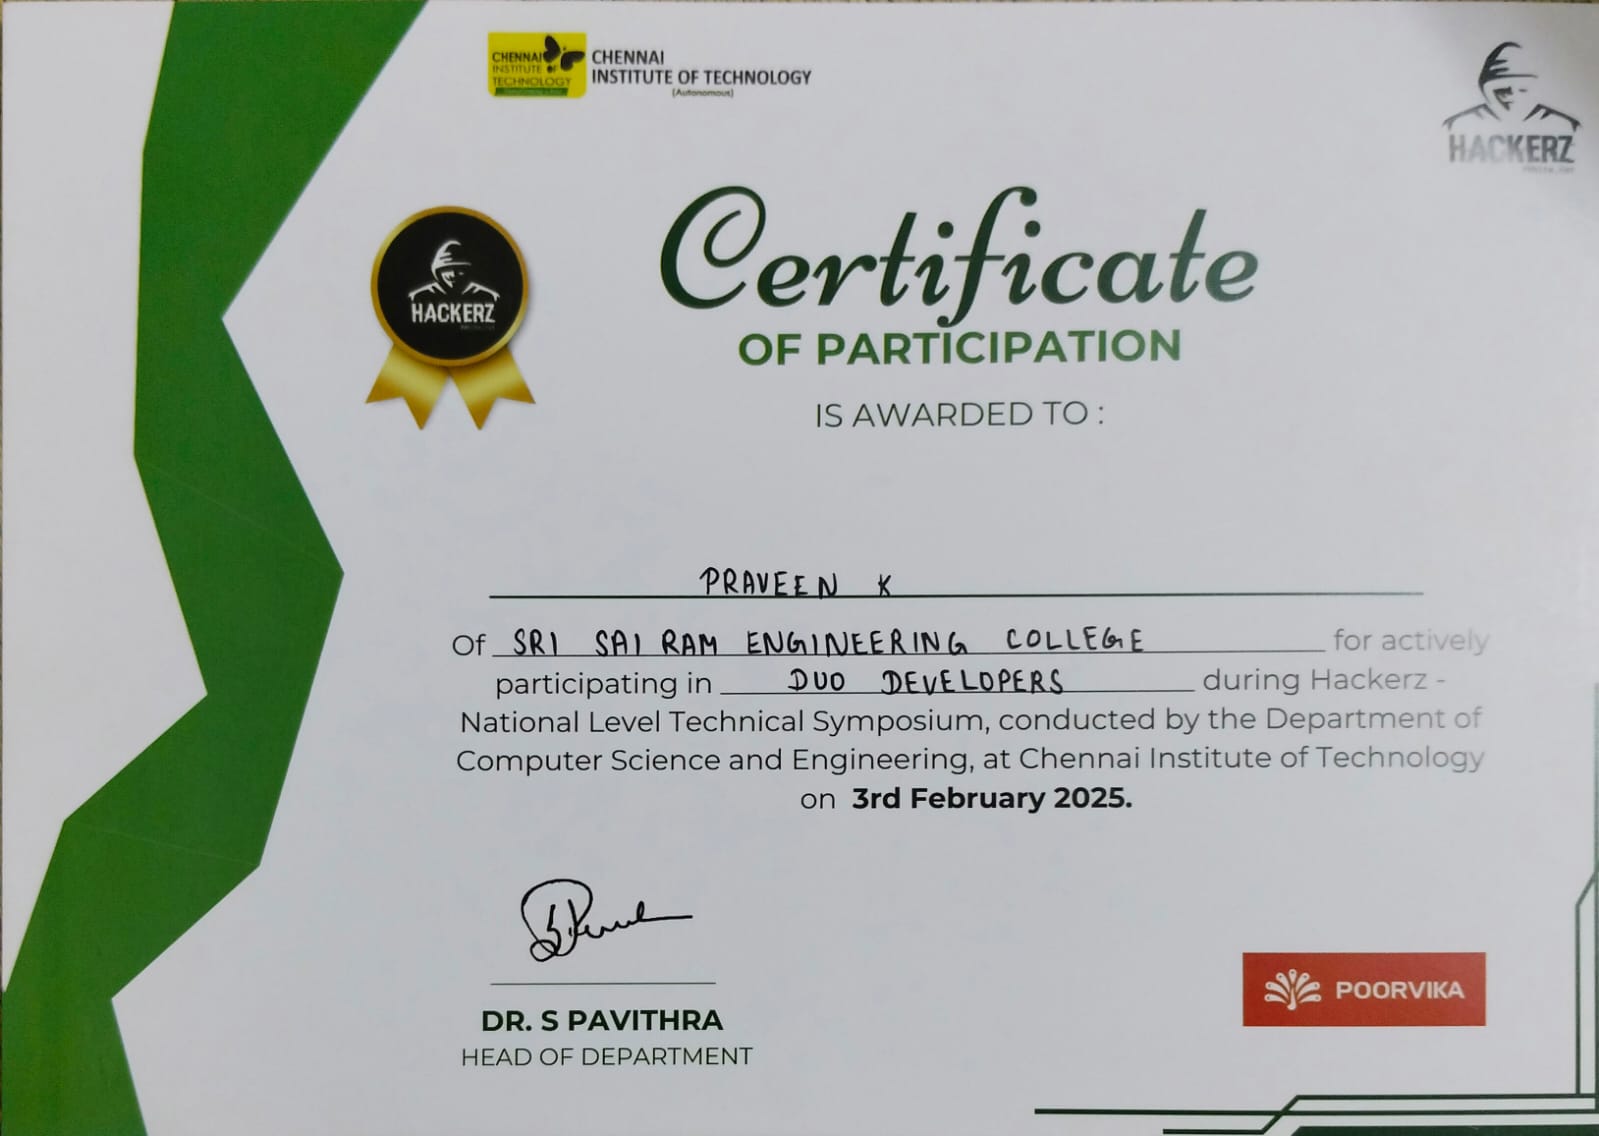 CHENNAI
INSTITUTE OF
TECHNOLOGY
CHENNAI
INSTITUTE OF TECHNOLOGY
(Autonomous)
HACKERZ
HACKERZ
Certificate
OF PARTICIPATION
IS AWARDED TO :
PRAVEEN K
Of SRI SAI RAM ENGINEERING COLLEGE for actively
participating in DUO DEVELOPERS during Hackerz -
National Level Technical Symposium, conducted by the Department of
Computer Science and Engineering, at Chennai Institute of Technology
on 3rd February 2025.
DR. S PAVITHRA
HEAD OF DEPARTMENT
POORVIKA